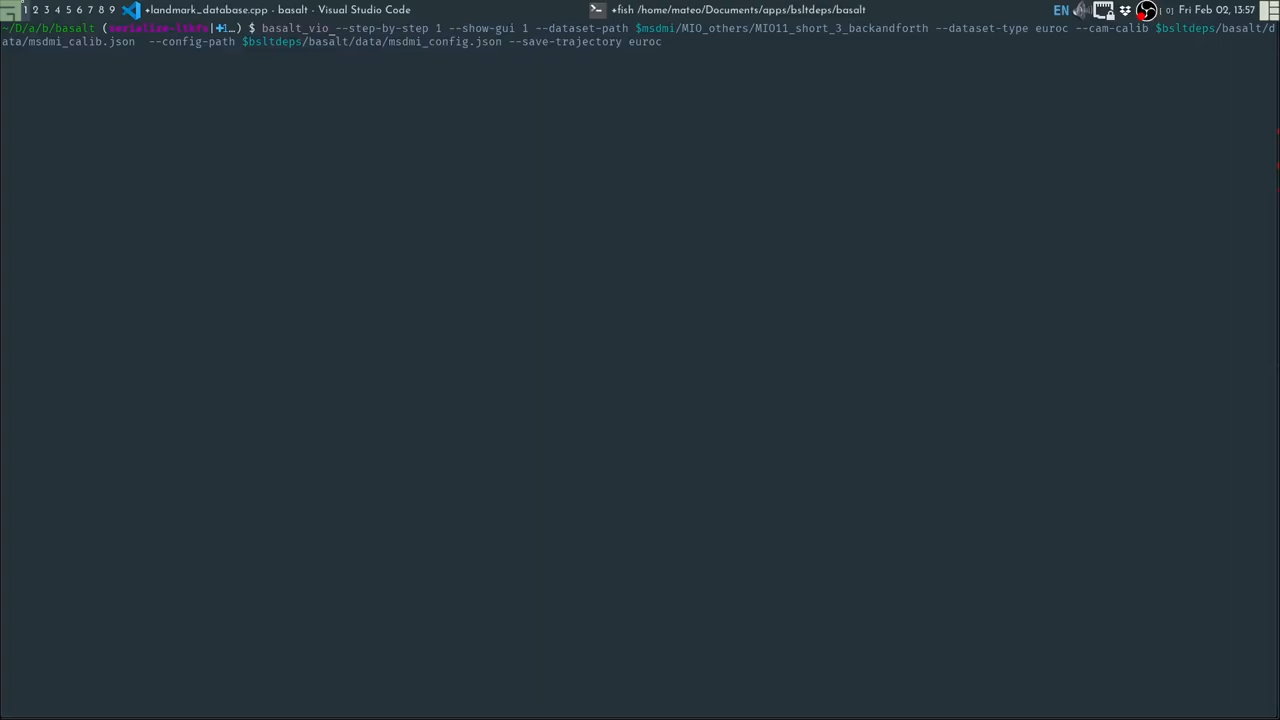 1 2 3 4 5 6 7 8 9 +landmark_database.cpp - basalt - Visual Studio Code +fish /home/mateo/Documents/apps/bsltdeps/basalt EN [ 0] Fri Feb 02, 13:57
~/D/a/b/basalt (serialize-ltkfs|✚1…) $ basalt_vio --step-by-step 1 --show-gui 1 --dataset-path $msdmi/MIO_others/MIO11_short_3_backandforth --dataset-type euroc --cam-calib $bsltdeps/basalt/d
ata/msdmi_calib.json --config-path $bsltdeps/basalt/data/msdmi_config.json --save-trajectory euroc